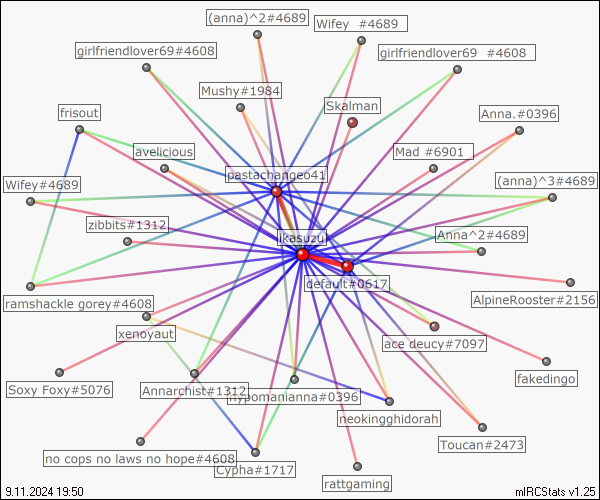 (anna)^2#4689
Wifey #4689
girlfriendlover69#4608
girlfriendlover69 #4608
Mushy#1984
Skalman
frisout
Anna.#0396
avelicious
Mad #6901
pastachangeo41
Wifey#4689
(anna)^3#4689
zibbits#1312
ikasuzu
Anna^2#4689
default#0617
ramshackle gorey#4608
AlpineRooster#2156
xenoyaut
ace deucy#7097
fakedingo
Soxy Foxy#5076
Annarchist#1312
hypomanianna#0396
neokingghidorah
Toucan#2473
no cops no laws no hope#4608
Cypha#1717
rattgaming
9.11.2024 19:50
mIRCStats v1.25